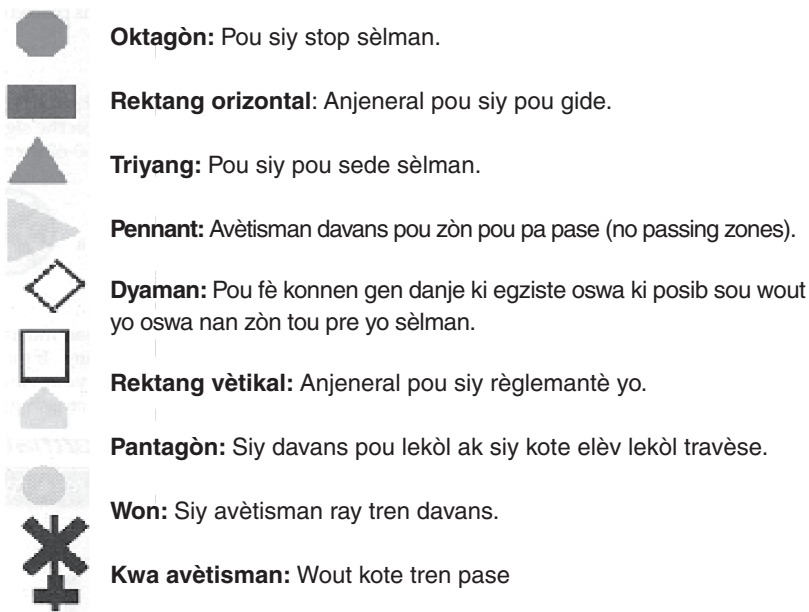 Oktagòn: Pou siy stop sèlman.
Rektang orizontal: Anjeneral pou siy pou gide.
Triyang: Pou siy pou sede sèlman.
Pennant: Avètisman davans pou zòn pou pa pase (no passing zones).
Dyaman: Pou fè konnen gen danje ki egziste oswa ki posib sou wout
yo oswa nan zòn tou pre yo sèlman.
Rektang vètikal: Anjeneral pou siy règlemantè yo.
Pantagòn: Siy davans pou lekòl ak siy kote elèv lekòl travèse.
Won: Siy avètisman ray tren davans.
Kwa avètisman: Wout kote tren pase